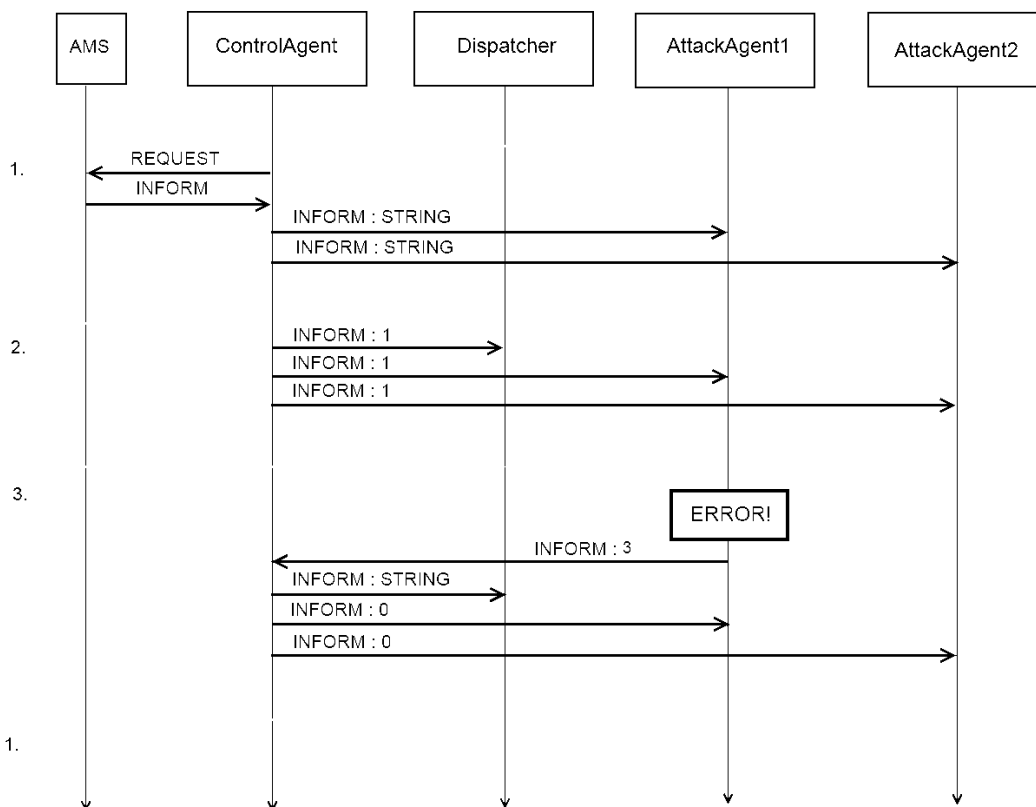 AMS
ControlAgent
Dispatcher
AttackAgent1
AttackAgent2
1.
REQUEST
INFORM
INFORM : STRING
INFORM : STRING
2.
INFORM : 1
INFORM : 1
INFORM : 1
3.
ERROR!
INFORM : 3
INFORM : STRING
INFORM : 0
INFORM : 0
1.